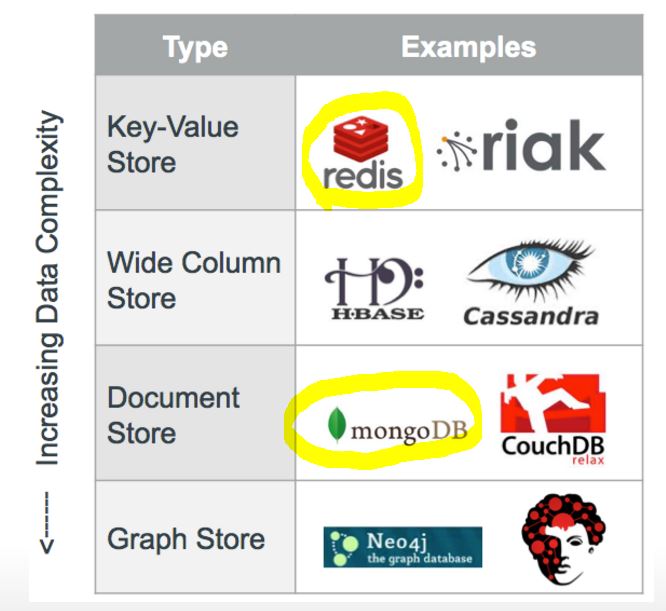 Type
Examples
Key-Value
Store
redis
riak
Wide Column
Store
H-BASE
Cassandra
Document
Store
mongoDB
CouchDB
relax
Graph Store
Neo4j
the graph database
<------ Increasing Data Complexity